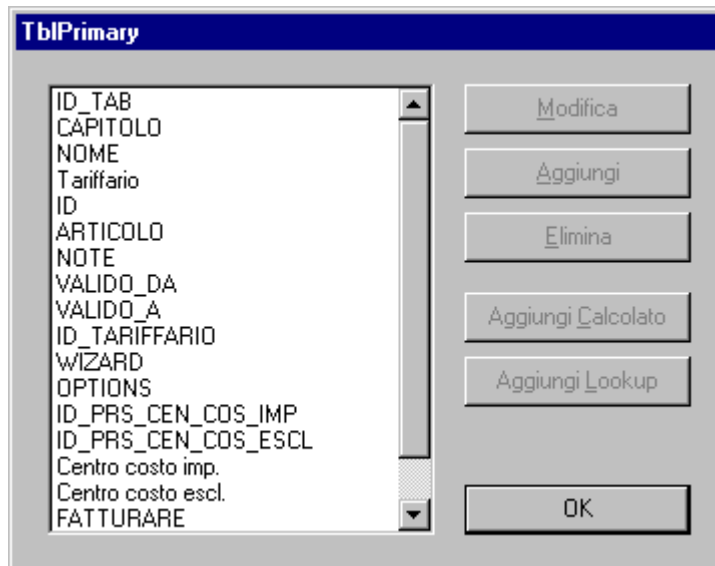 TblPrimary
ID_TAB
CAPITOLO
NOME
Tariffario
ID
ARTICOLO
NOTE
VALIDO_DA
VALIDO_A
ID_TARIFFARIO
WIZARD
OPTIONS
ID_PRS_CEN_COS_IMP
ID_PRS_CEN_COS_ESCL
Centro costo imp.
Centro costo escl.
FATTURARE
Modifica
Aggiungi
Elimina
Aggiungi Calcolato
Aggiungi Lookup
OK